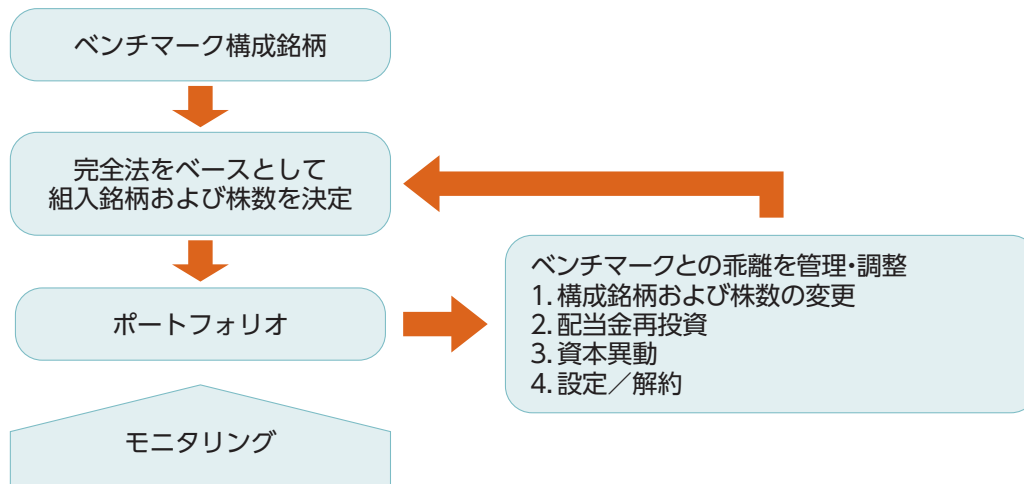 ベンチマーク構成銘柄
完全法をベースとして
組入銘柄および株数を決定
ポートフォリオ
ベンチマークとの乖離を管理・調整
1. 構成銘柄および株数の変更
2. 配当金再投資
3. 資本異動
4. 設定／解約
モニタリング